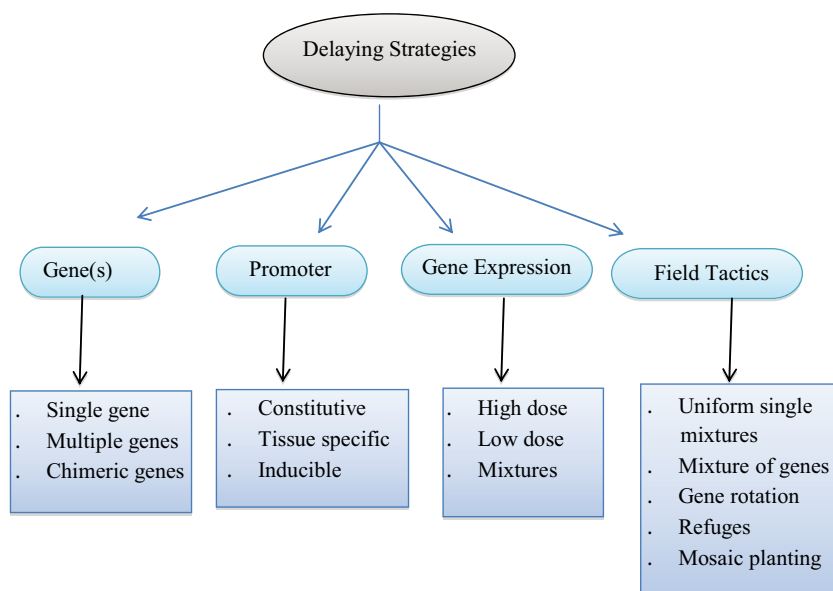 Delaying Strategies
Gene(s)
Promoter
Gene Expression
Field Tactics
. Single gene
. Multiple genes
. Chimeric genes
. Constitutive
. Tissue specific
. Inducible
. High dose
. Low dose
. Mixtures
. Uniform single
mixtures
. Mixture of genes
. Gene rotation
. Refuges
. Mosaic planting